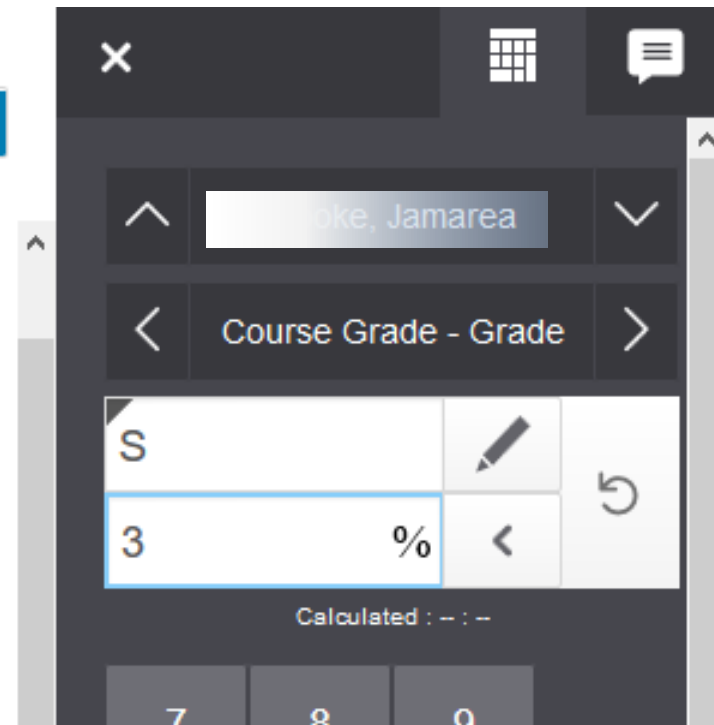 oke, Jamarea
Course Grade - Grade
S
3 %
Calculated : -- : --
7 8 9